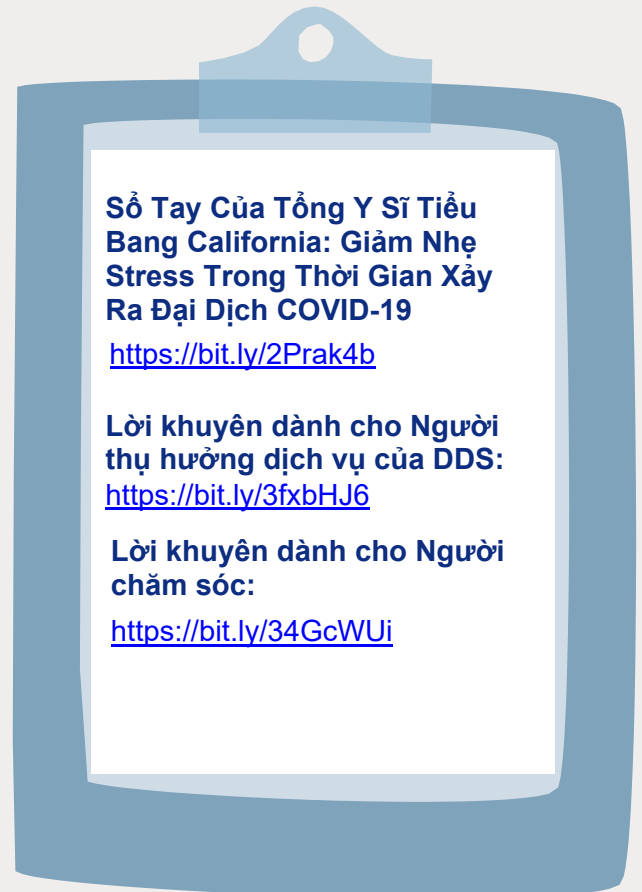 Sổ Tay Của Tổng Y Sĩ Tiểu
Bang California: Giảm Nhẹ
Stress Trong Thời Gian Xảy
Ra Đại Dịch COVID-19
https://bit.ly/2Prak4b
Lời khuyên dành cho Người
thụ hưởng dịch vụ của DDS:
https://bit.ly/3fxbHJ6
Lời khuyên dành cho Người
chăm sóc:
https://bit.ly/34GcWUi